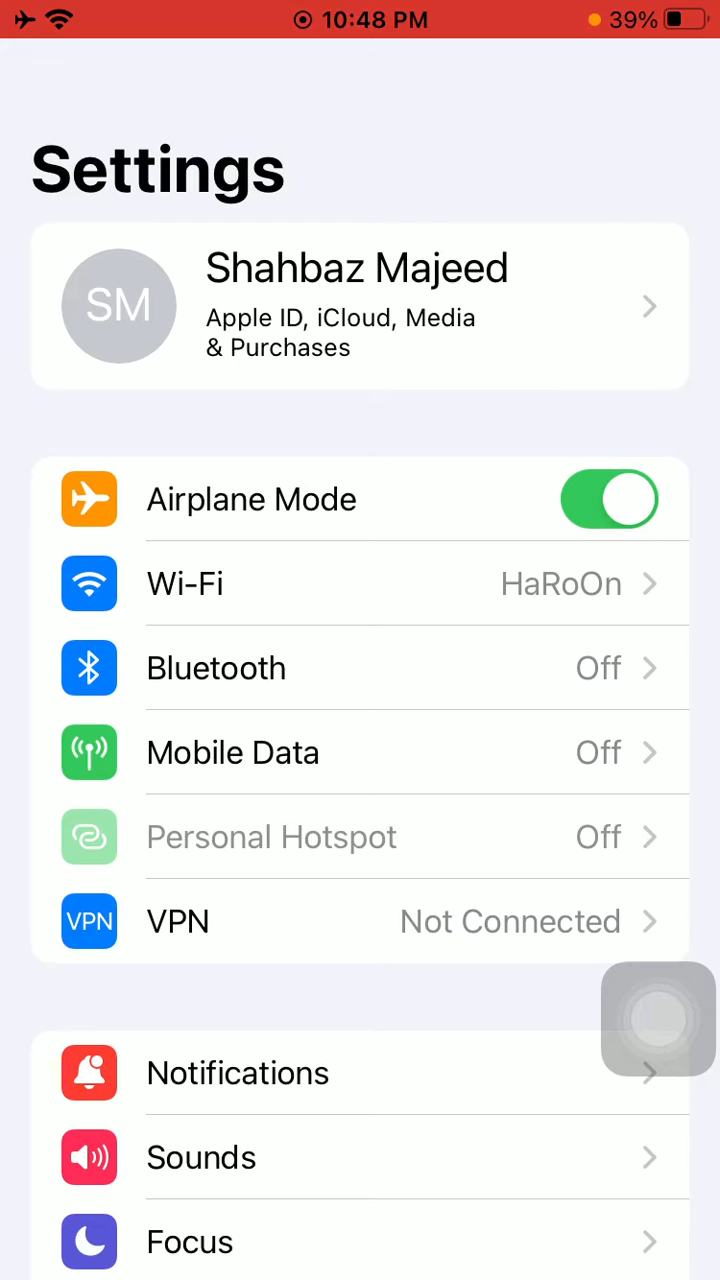 10:48 PM 39%
Settings
SM
Shahbaz Majeed
Apple ID, iCloud, Media
& Purchases
Airplane Mode
Wi-Fi HaRoOn
Bluetooth Off
Mobile Data Off
Personal Hotspot Off
VPN VPN Not Connected
Notifications
Sounds
Focus